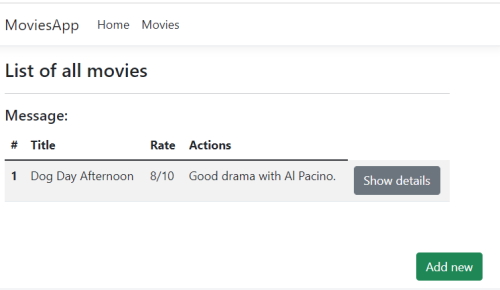 MoviesApp Home Movies
List of all movies
Message:
# Title Rate Actions
1 Dog Day Afternoon 8/10 Good drama with Al Pacino. Show details
Add new